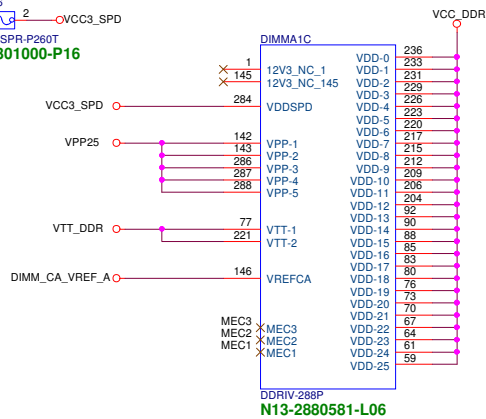 2
VCC3_SPD
SPR-P260T
301000-P16
VCC_DDR
DIMMA1C
1
12V3_NC_1
145
12V3_NC_145
VCC3_SPD
284
VDDSPD
VPP25
142
VPP-1
143
VPP-2
286
VPP-3
287
VPP-4
288
VPP-5
VTT_DDR
77
VTT-1
221
VTT-2
DIMM_CA_VREF_A
146
VREFCA
MEC3
MEC3
MEC2
MEC2
MEC1
MEC1
VDD-0
236
VDD-1
233
VDD-2
231
VDD-3
229
VDD-4
226
VDD-5
223
VDD-6
220
VDD-7
217
VDD-8
215
VDD-9
212
VDD-10
209
VDD-11
206
VDD-12
204
VDD-13
92
VDD-14
90
VDD-15
88
VDD-16
85
VDD-17
83
VDD-18
80
VDD-19
76
VDD-20
73
VDD-21
70
VDD-22
67
VDD-23
64
VDD-24
61
VDD-25
59
DDRIV-288P
N13-2880581-L06